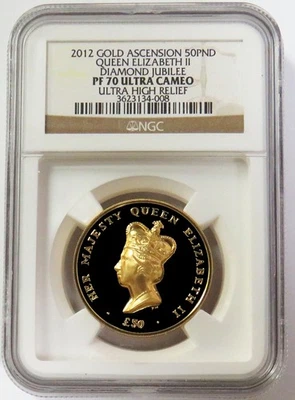 2012 GOLD ASCENSION 50PND
QUEEN ELIZABETH II
DIAMOND JUBILEE
PF 70 ULTRA CAMEO
ULTRA HIGH RELIEF
3623134-008
NGC
HER MAJESTY QUEEN ELIZABETH II
£50